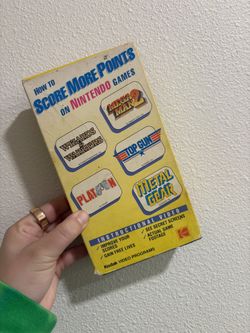 HOW TO
SCORE MORE POINTS
ON NINTENDO GAMES
MEGA
MAN 2
WIZARDS
& WARRIORS
TOP GUN
PLATOON
METAL
GEAR
INSTRUCTIONAL VIDEO
✓ IMPROVE YOUR
SCORES
✓ GAIN FREE LIVES
✓ SEE SECRET SCREENS
✓ ACTUAL GAME
FOOTAGE
Kodak VIDEO PROGRAMS